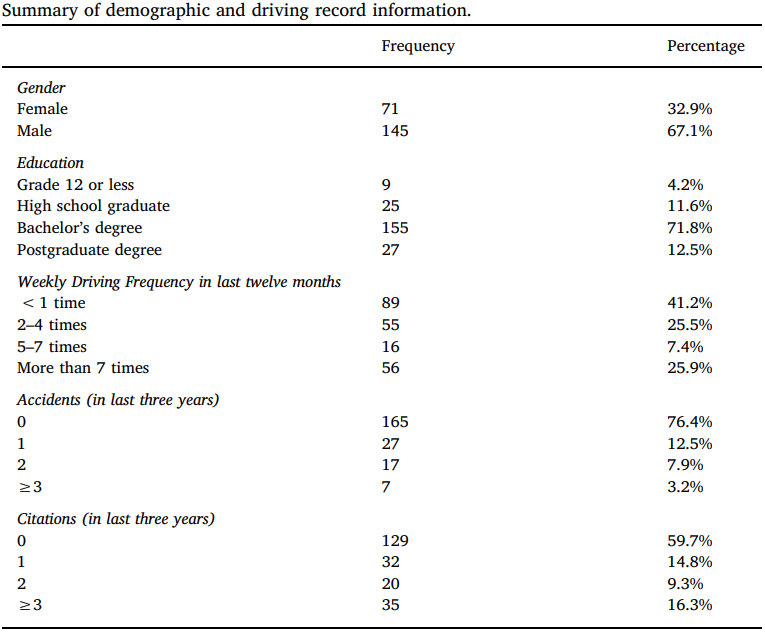 Summary of demographic and driving record information.
Frequency Percentage
Gender
Female 71 32.9%
Male 145 67.1%
Education
Grade 12 or less 9 4.2%
High school graduate 25 11.6%
Bachelor's degree 155 71.8%
Postgraduate degree 27 12.5%
Weekly Driving Frequency in last twelve months
< 1 time 89 41.2%
2–4 times 55 25.5%
5–7 times 16 7.4%
More than 7 times 56 25.9%
Accidents (in last three years)
0 165 76.4%
1 27 12.5%
2 17 7.9%
≥3 7 3.2%
Citations (in last three years)
0 129 59.7%
1 32 14.8%
2 20 9.3%
≥3 35 16.3%